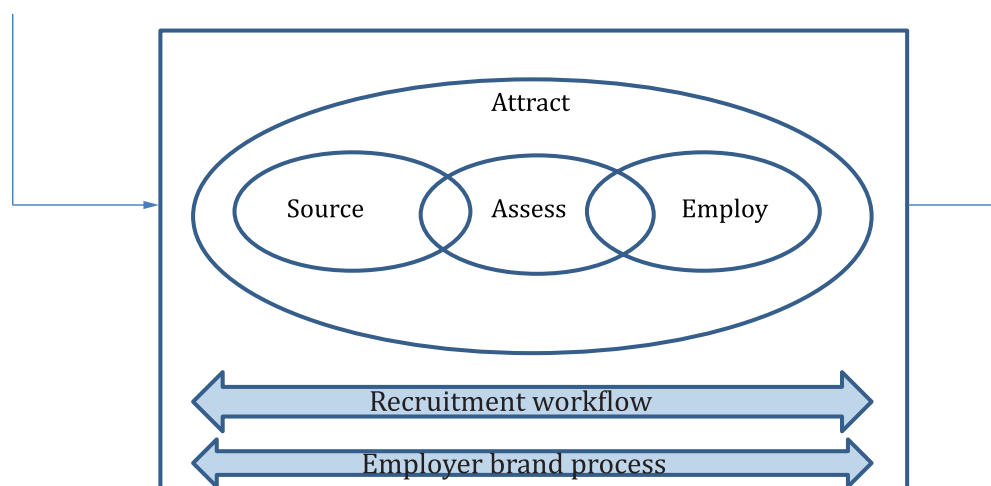 Attract
Source
Assess
Employ
Recruitment workflow
Employer brand process